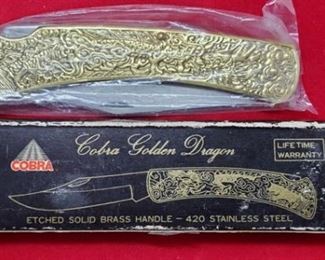 Cobra Golden Dragon
LIFETIME
WARRANTY
COBRA
ETCHED SOLID BRASS HANDLE – 420 STAINLESS STEEL